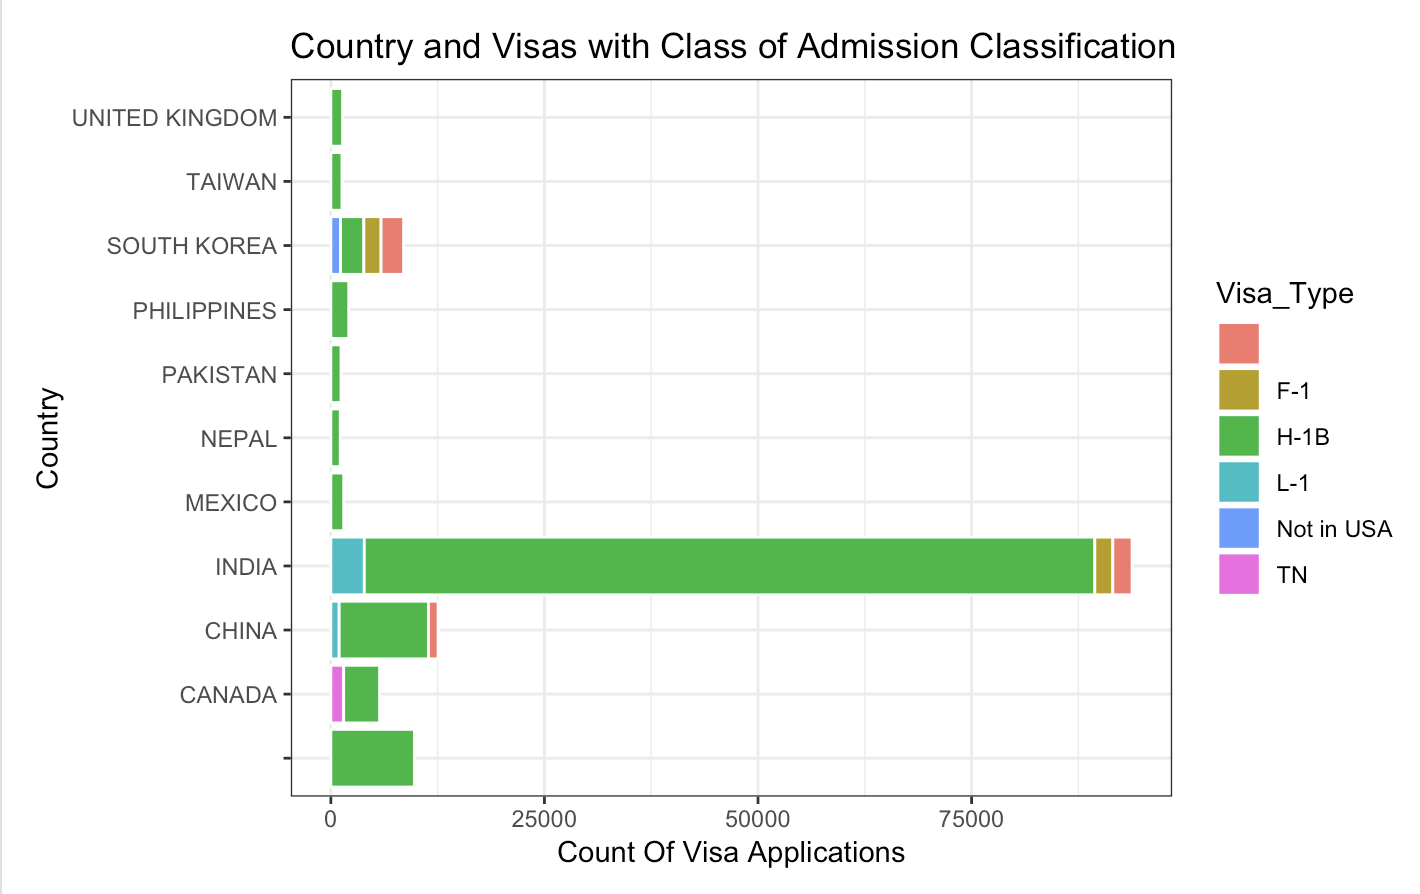 Country and Visas with Class of Admission Classification
UNITED KINGDOM
TAIWAN
SOUTH KOREA
PHILIPPINES
PAKISTAN
NEPAL
MEXICO
INDIA
CHINA
CANADA
Country
0 25000 50000 75000
Count Of Visa Applications
Visa_Type
F-1
H-1B
L-1
Not in USA
TN